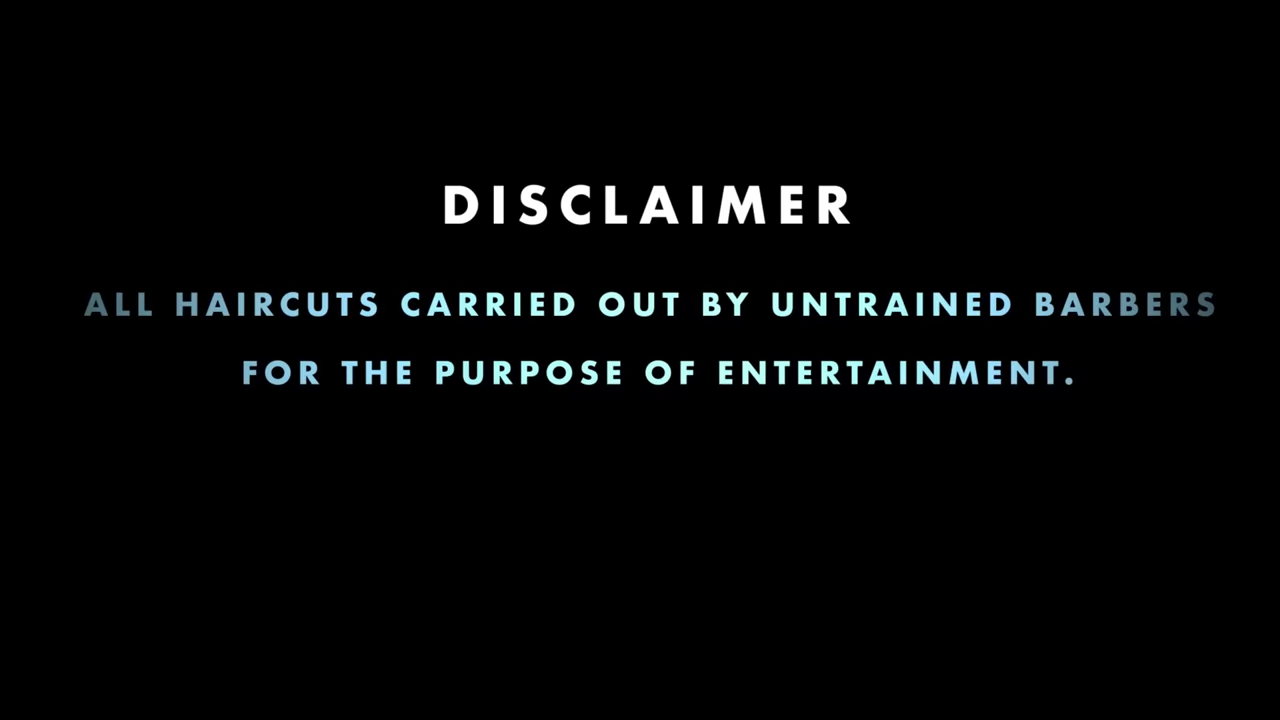 DISCLAIMER
ALL HAIRCUTS CARRIED OUT BY UNTRAINED BARBERS
FOR THE PURPOSE OF ENTERTAINMENT.